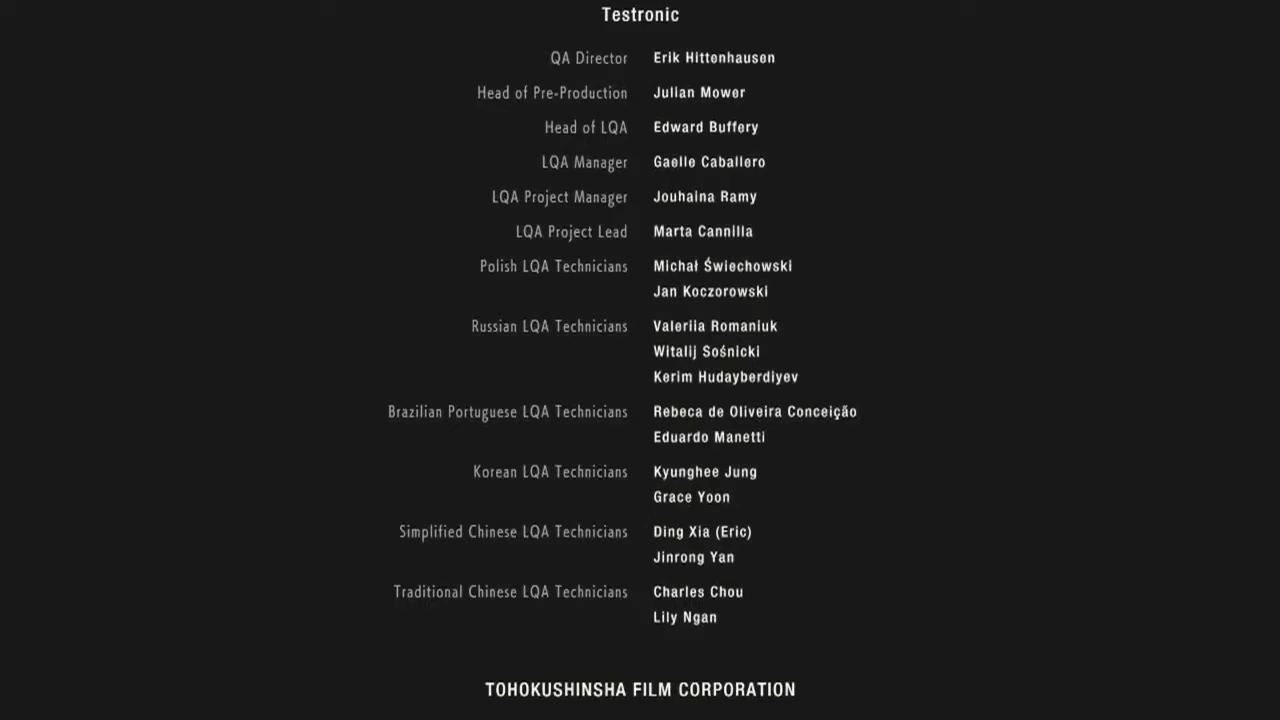 Testronic
QA Director Erik Hittenhausen
Head of Pre-Production Julian Mower
Head of LQA Edward Buffery
LQA Manager Gaelle Caballero
LQA Project Manager Jouhaina Ramy
LQA Project Lead Marta Cannilla
Polish LQA Technicians Michał Świechowski
Jan Koczorowski
Russian LQA Technicians Valeriia Romaniuk
Witalij Sośnicki
Kerim Hudayberdiyev
Brazilian Portuguese LQA Technicians Rebeca de Oliveira Conceição
Eduardo Manetti
Korean LQA Technicians Kyunghee Jung
Grace Yoon
Simplified Chinese LQA Technicians Ding Xia (Eric)
Jinrong Yan
Traditional Chinese LQA Technicians Charles Chou
Lily Ngan
TOHOKUSHINSHA FILM CORPORATION